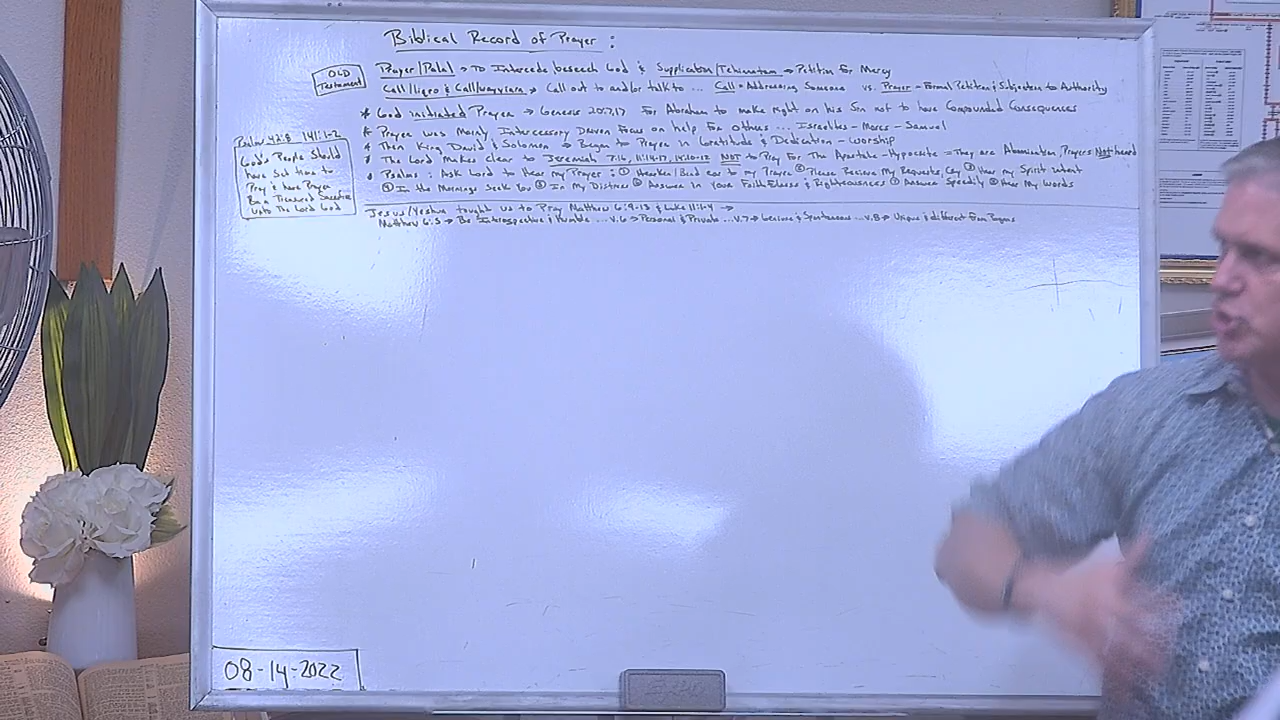 Biblical Record of Prayer :
OLD
Testament
Prayer/Palal → Intercede/beseech God & Supplication/Tehinatam → Petition for Mercy
Call/liqro & Call/wayyiqra → Call out to and/or talk to ... Call = Addressing Someone vs. Prayer = Formal Petition & Subjection to Authority
* God initiated Prayer → Genesis 20:7,17 For Abraham to make right on his Sin not to have Compounded Consequences
* Prayer was Mainly Intercessory Driven Focus on help for others ... Israelites - Moses - Samuel
* Then King David & Solomon → Began to Prayer in Gratitude & Dedication - Worship
* The Lord makes clear to Jeremiah 7:16, 11:14-17, 14:10-12 NOT to Pray For The Apostate - Hypocrite = They are Abomination, Prayers Not heard
* Psalms : Ask Lord to Hear my Prayer : ① Hearken/Bend ear to my Prayer ② Please Recieve My Requests, Cry ③ Hear my Spirit intent
④ In the Mornings Seek You ⑤ In My Distress ⑥ Answer in your Faithfulness & Righteousness ⑦ Answer Speedily ⑧ Hear My Words
Psalm 42:8 141:1-2
God's People Should
have Set time to
Pray & have Prayer
Be a Treasured Sacrifice
Unto The Lord God
Jesus/Yeshua Taught us to Pray Matthew 6:9-13 & Luke 11:1-4 →
Matthew 6:5 → Be Introspective & Humble ... v.6 → Personal & Private ... v.7 → Genuine & Spontaneous ... v.8 → Unique & different from Pagans
08-14-2022